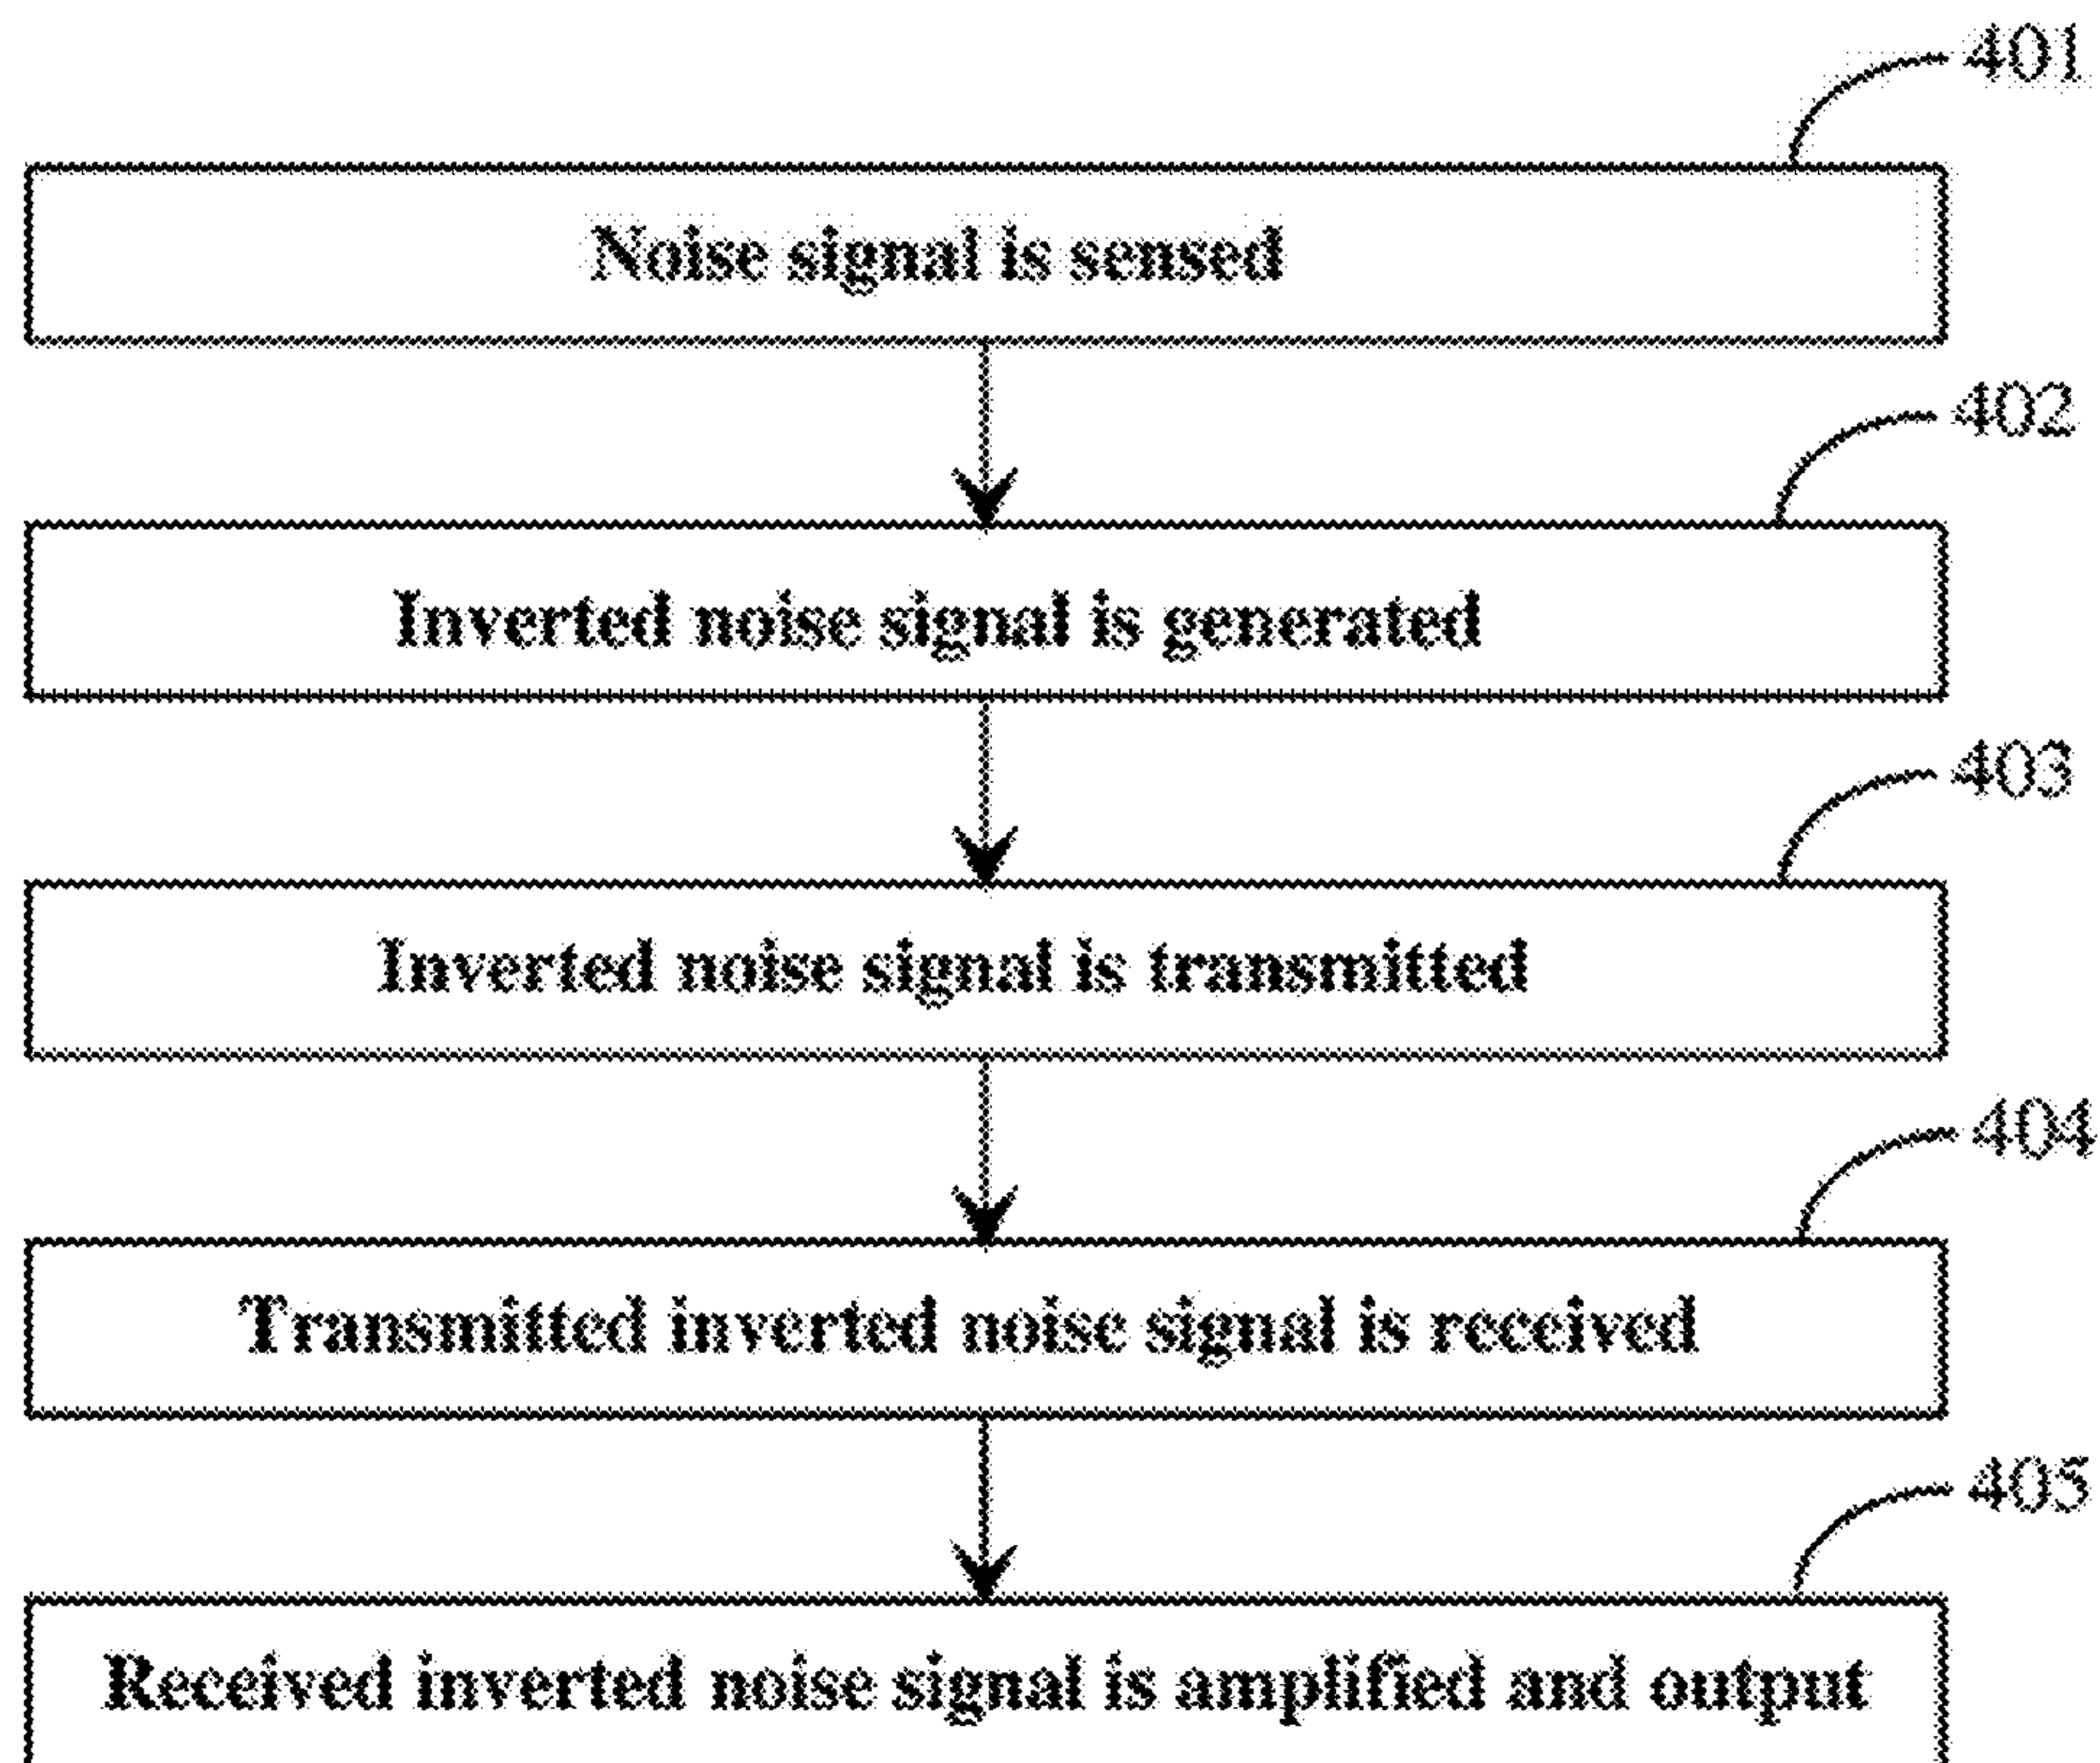 401
Noise signal is sensed
402
Inverted noise signal is generated
403
Inverted noise signal is transmitted
404
Transmitted inverted noise signal is received
405
Received inverted noise signal is amplified and output